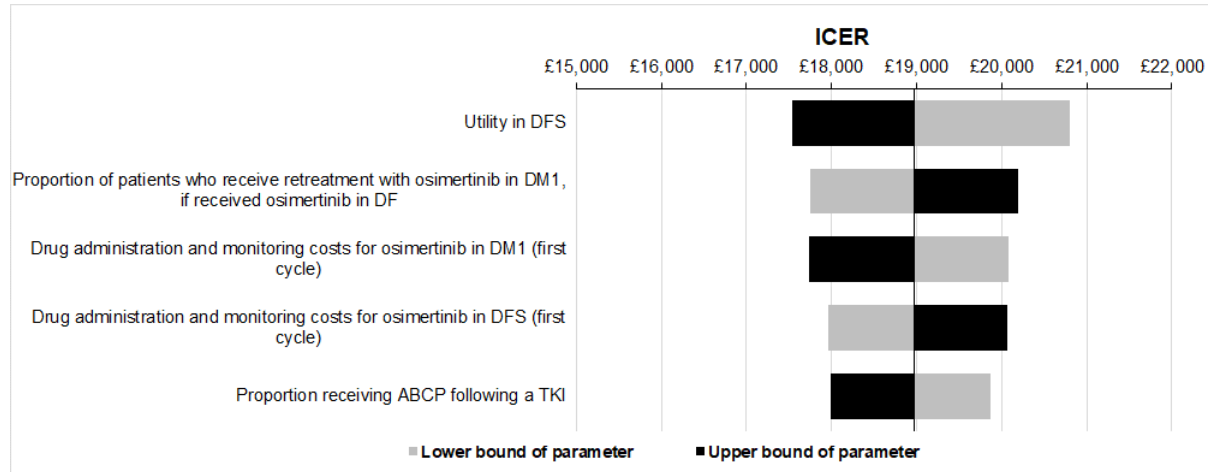 ICER
£15,000 £16,000 £17,000 £18,000 £19,000 £20,000 £21,000 £22,000
Utility in DFS
Proportion of patients who receive retreatment with osimertinib in DM1,
if received osimertinib in DF
Drug administration and monitoring costs for osimertinib in DM1 (first
cycle)
Drug administration and monitoring costs for osimertinib in DFS (first
cycle)
Proportion receiving ABCP following a TKI
Lower bound of parameter Upper bound of parameter